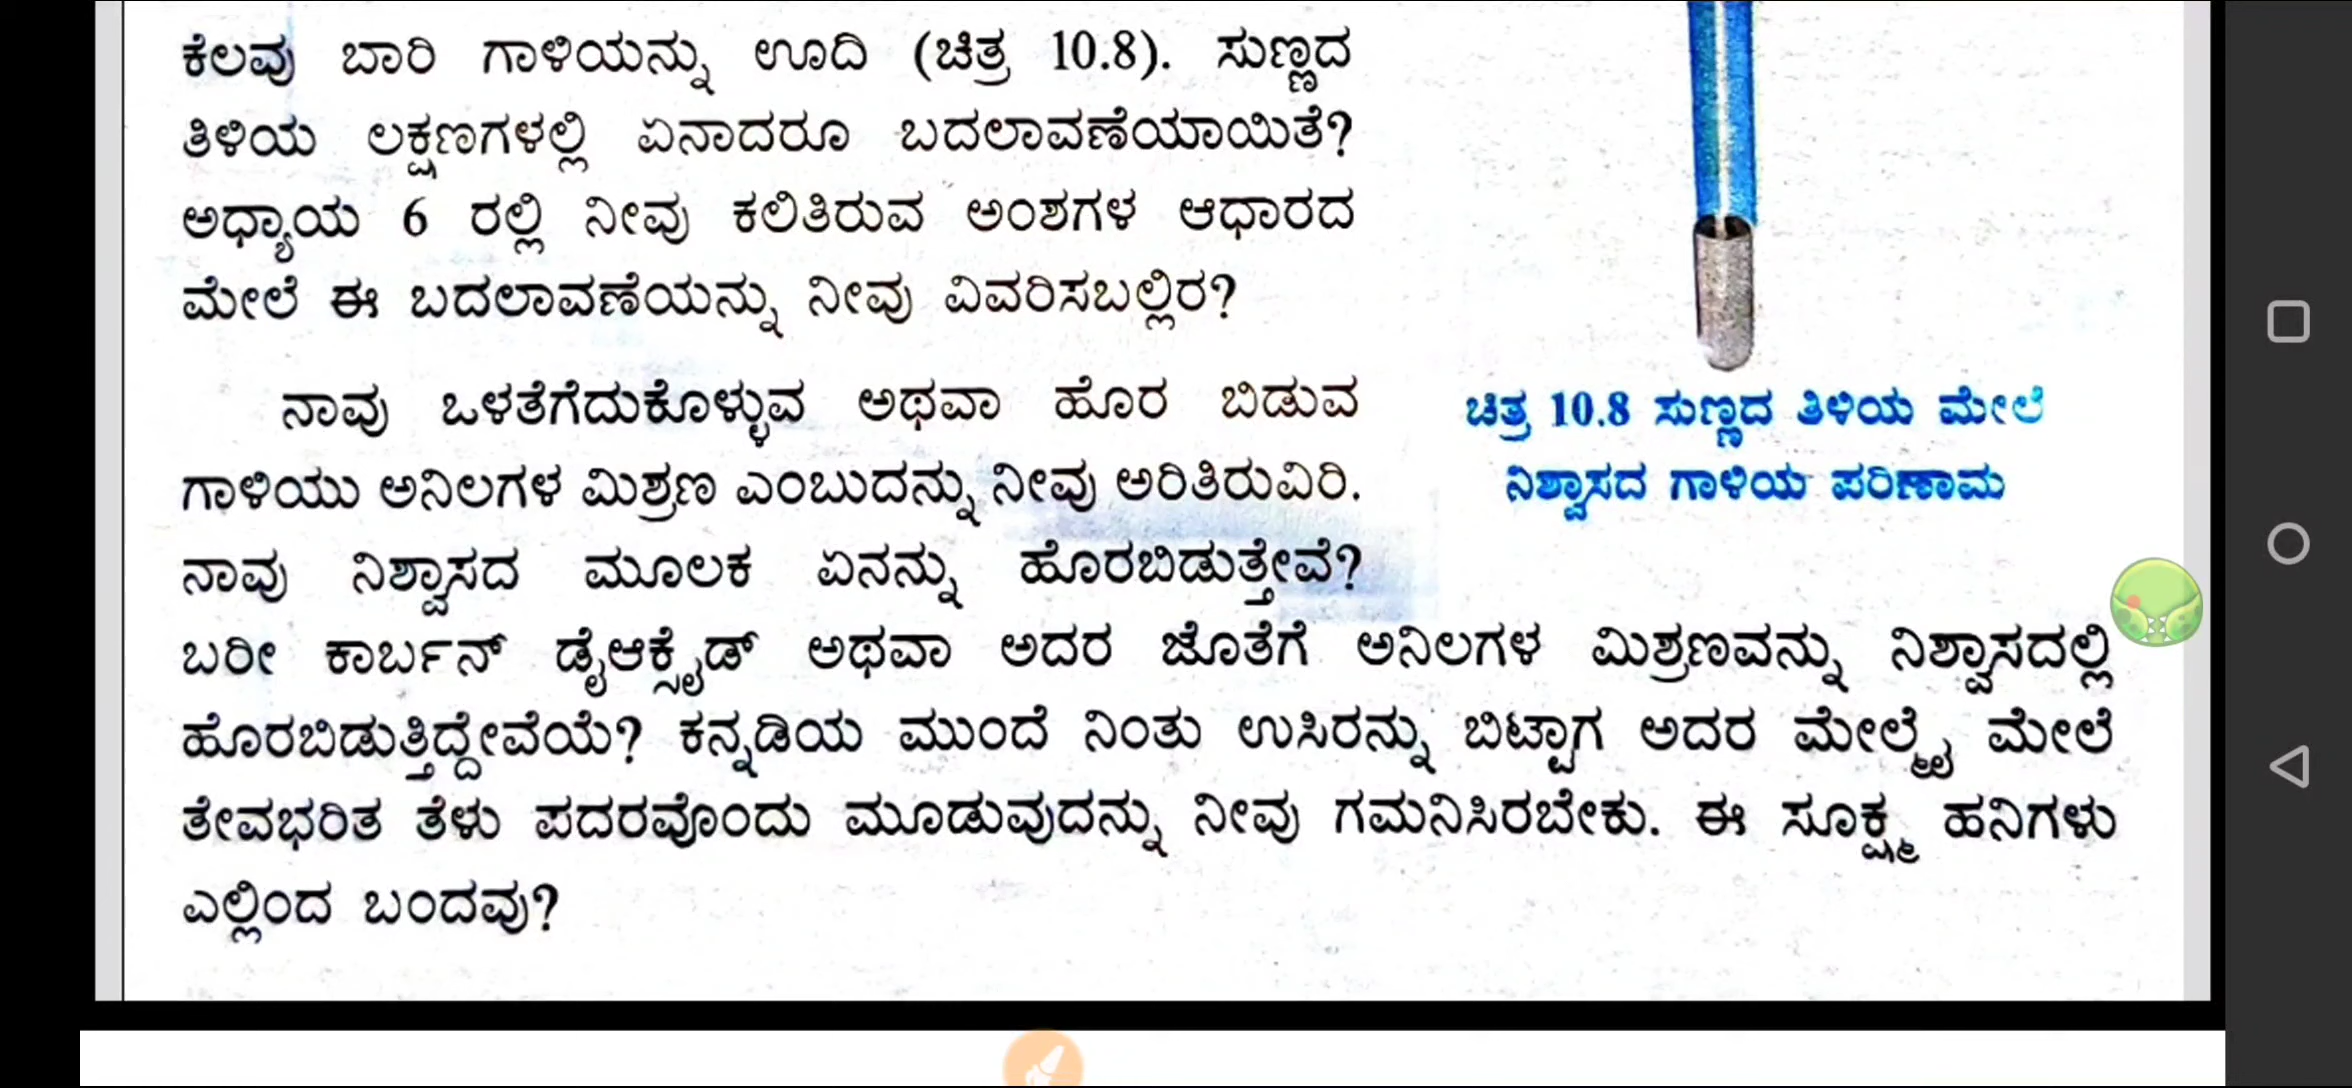 ಕೆಲವು ಬಾರಿ ಗಾಳಿಯನ್ನು ಊದಿ (ಚಿತ್ರ 10.8). ಸುಣ್ಣದ
ತಿಳಿಯ ಲಕ್ಷಣಗಳಲ್ಲಿ ಏನಾದರೂ ಬದಲಾವಣೆಯಾಯಿತೆ?
ಅಧ್ಯಾಯ 6 ರಲ್ಲಿ ನೀವು ಕಲಿತಿರುವ ಅಂಶಗಳ ಆಧಾರದ
ಮೇಲೆ ಈ ಬದಲಾವಣೆಯನ್ನು ನೀವು ವಿವರಿಸಬಲ್ಲಿರ?
ನಾವು ಒಳತೆಗೆದುಕೊಳ್ಳುವ ಅಥವಾ ಹೊರ ಬಿಡುವ
ಗಾಳಿಯು ಅನಿಲಗಳ ಮಿಶ್ರಣ ಎಂಬುದನ್ನು ನೀವು ಅರಿತಿರುವಿರಿ.
ನಾವು ನಿಶ್ವಾಸದ ಮೂಲಕ ಏನನ್ನು ಹೊರಬಿಡುತ್ತೇವೆ?
ಬರೀ ಕಾರ್ಬನ್ ಡೈಆಕ್ಸೈಡ್ ಅಥವಾ ಅದರ ಜೊತೆಗೆ ಅನಿಲಗಳ ಮಿಶ್ರಣವನ್ನು ನಿಶ್ವಾಸದಲ್ಲಿ
ಹೊರಬಿಡುತ್ತಿದ್ದೇವೆಯೆ? ಕನ್ನಡಿಯ ಮುಂದೆ ನಿಂತು ಉಸಿರನ್ನು ಬಿಟ್ಟಾಗ ಅದರ ಮೇಲ್ಮೈ ಮೇಲೆ
ತೇವಭರಿತ ತೆಳು ಪದರವೊಂದು ಮೂಡುವುದನ್ನು ನೀವು ಗಮನಿಸಿರಬೇಕು. ಈ ಸೂಕ್ಷ್ಮ ಹನಿಗಳು
ಎಲ್ಲಿಂದ ಬಂದವು?
ಚಿತ್ರ 10.8 ಸುಣ್ಣದ ತಿಳಿಯ ಮೇಲೆ
ನಿಶ್ವಾಸದ ಗಾಳಿಯ ಪರಿಣಾಮ